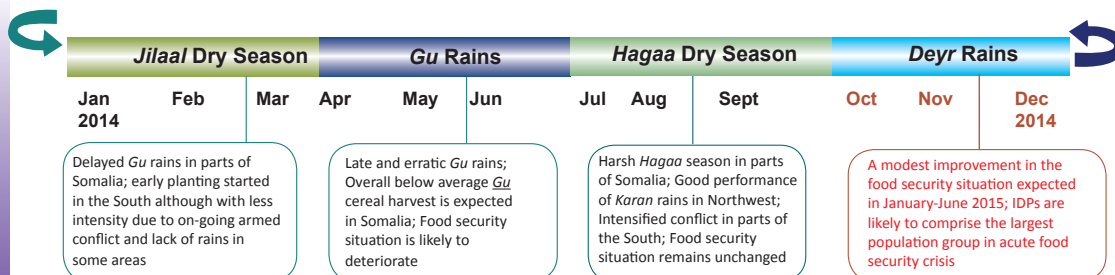 Jilaal Dry Season Gu Rains Hagaa Dry Season Deyr Rains
Jan Feb Mar Apr May Jun Jul Aug Sept Oct Nov Dec
2014 2014
Delayed Gu rains in parts of
Somalia; early planting started
in the South although with less
intensity due to on-going armed
conflict and lack of rains in
some areas
Late and erratic Gu rains;
Overall below average Gu
cereal harvest is expected
in Somalia; Food security
situation is likely to
deteriorate
Harsh Hagaa season in parts
of Somalia; Good performance
of Karan rains in Northwest;
Intensified conflict in parts of
the South; Food security
situation remains unchanged
A modest improvement in the
food security situation expected
in January-June 2015; IDPs are
likely to comprise the largest
population group in acute food
security crisis